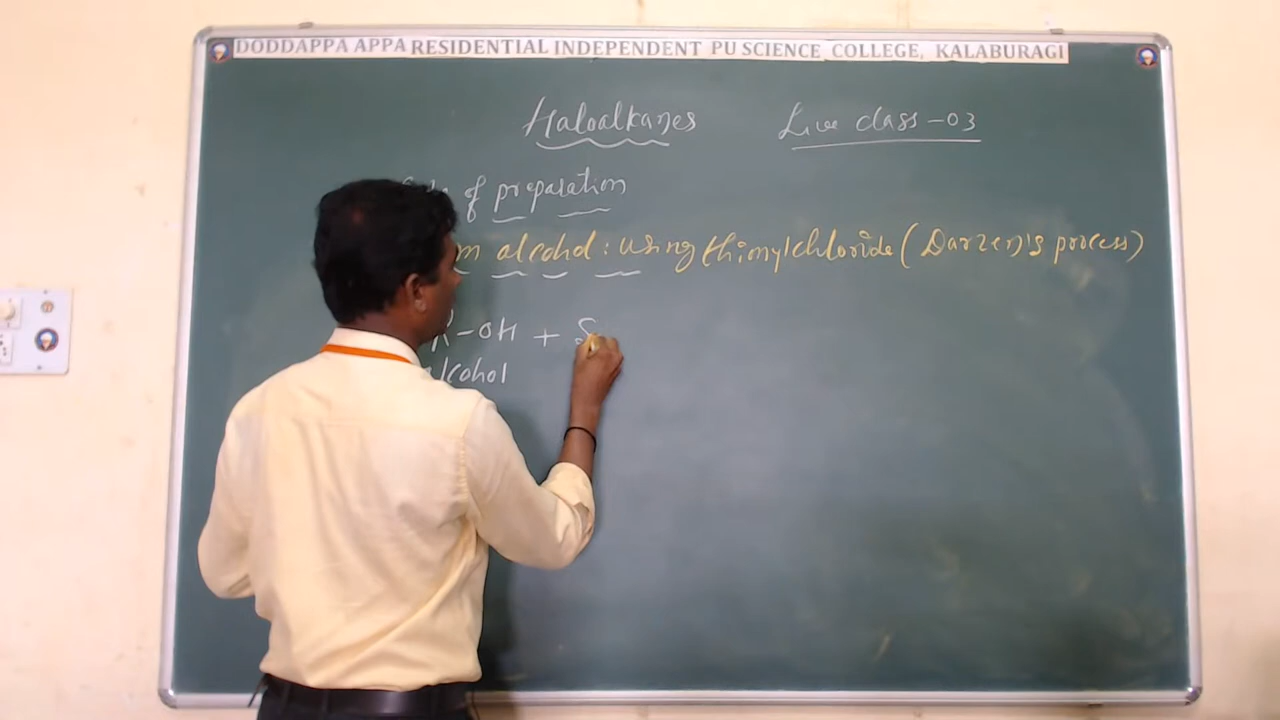 DODDAPPA APPA RESIDENTIAL INDEPENDENT PU SCIENCE COLLEGE, KALABURAGI
Haloalkanes Live class -03
of preparation
alcohol : using thionylchloride ( Darzen's process )
R - OH + S
alcohol